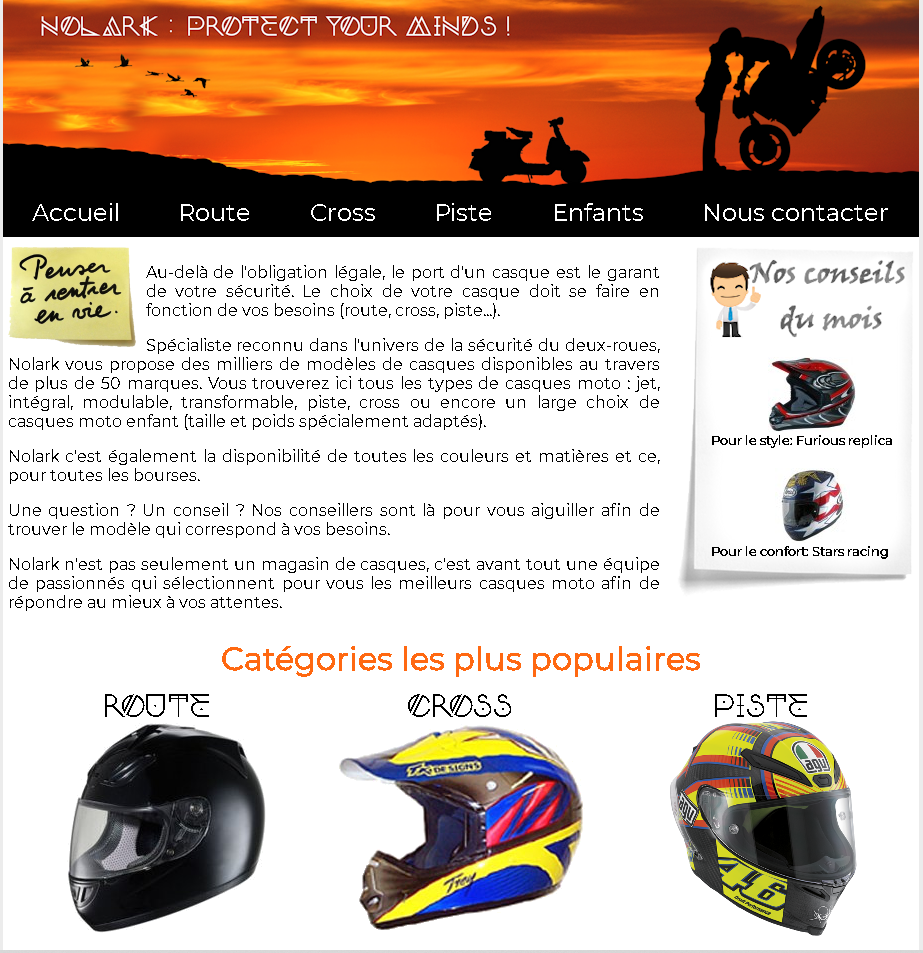 NOLARK : PROTECT YOUR MINDS !
Accueil Route Cross Piste Enfants Nous contacter
Penser
à rentrer
en vie.
Au-delà de l'obligation légale, le port d'un casque est le garant
de votre sécurité. Le choix de votre casque doit se faire en
fonction de vos besoins (route, cross, piste...).
Spécialiste reconnu dans l'univers de la sécurité du deux-roues,
Nolark vous propose des milliers de modèles de casques disponibles au travers
de plus de 50 marques. Vous trouverez ici tous les types de casques moto : jet,
intégral, modulable, transformable, piste, cross ou encore un large choix de
casques moto enfant (taille et poids spécialement adaptés).
Nolark c'est également la disponibilité de toutes les couleurs et matières et ce,
pour toutes les bourses.
Une question ? Un conseil ? Nos conseillers sont là pour vous aiguiller afin de
trouver le modèle qui correspond à vos besoins.
Nolark n'est pas seulement un magasin de casques, c'est avant tout une équipe
de passionnés qui sélectionnent pour vous les meilleurs casques moto afin de
répondre au mieux à vos attentes.
Nos conseils
du mois
Pour le style: Furious replica
Pour le confort: Stars racing
Catégories les plus populaires
ROUTE
CROSS
PISTE
DESIGNS
Troy
agv
agv
46